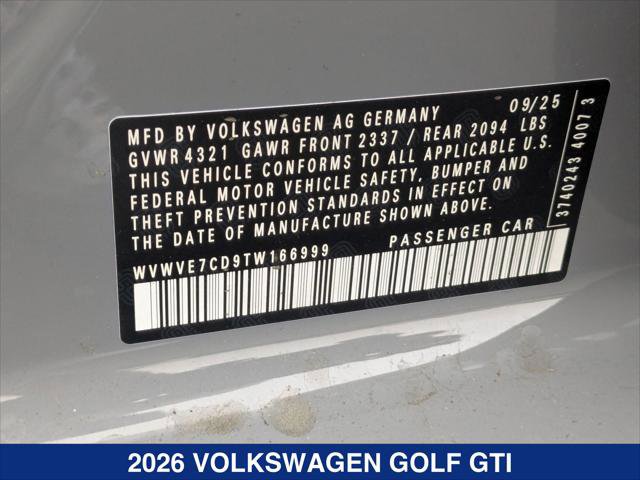 MFD BY VOLKSWAGEN AG GERMANY 09/25
GVWR 4321 GAWR FRONT 2337 / REAR 2094 LBS
THIS VEHICLE CONFORMS TO ALL APPLICABLE U.S.
FEDERAL MOTOR VEHICLE SAFETY, BUMPER AND
THEFT PREVENTION STANDARDS IN EFFECT ON
THE DATE OF MANUFACTURE SHOWN ABOVE.
WVWVE7CD9TW166999 PASSENGER CAR
3740243 4007 3
2026 VOLKSWAGEN GOLF GTI